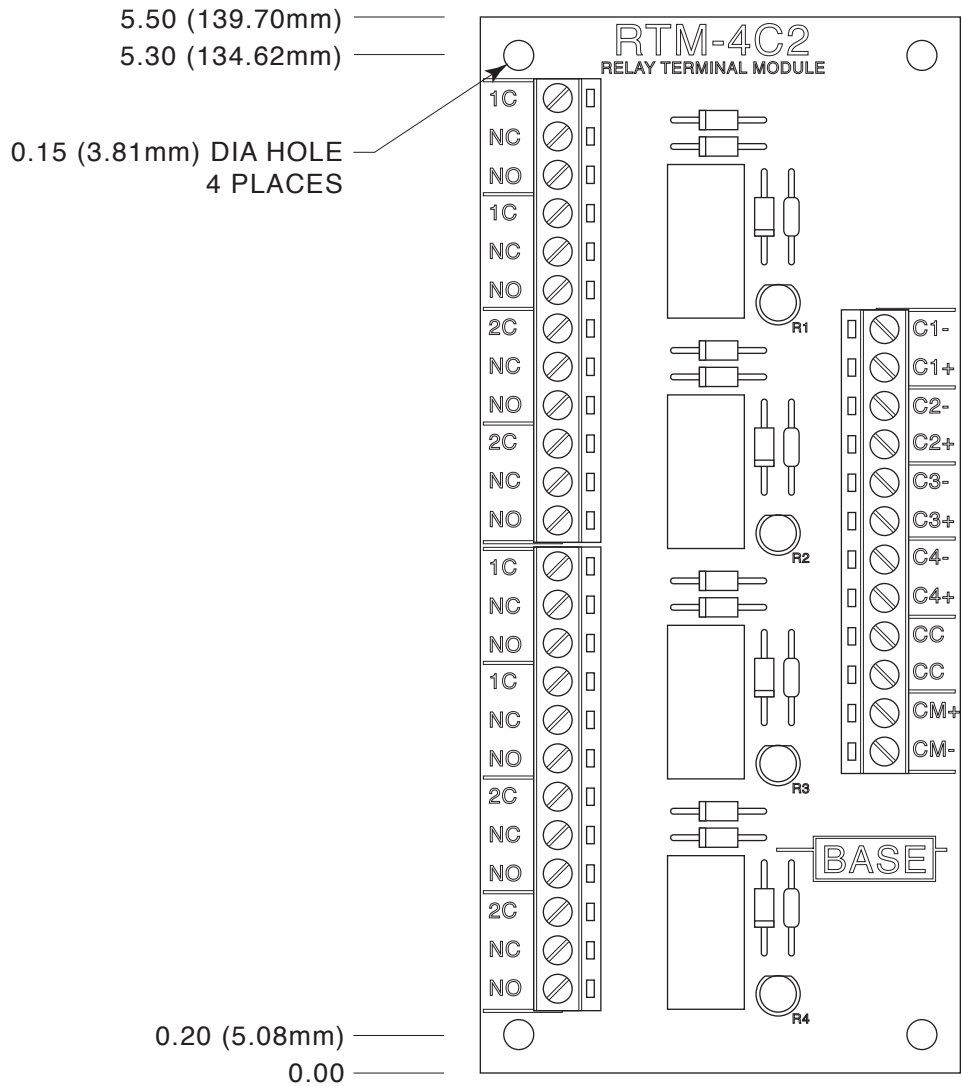 5.50 (139.70mm)
5.30 (134.62mm)
0.15 (3.81mm) DIA HOLE
4 PLACES
0.20 (5.08mm)
0.00
RTM-4C2
RELAY TERMINAL MODULE
1C
NC
NO
1C
NC
NO
2C
NC
NO
2C
NC
NO
1C
NC
NO
1C
NC
NO
2C
NC
NO
2C
NC
NO
R1
R2
R3
R4
C1-
C1+
C2-
C2+
C3-
C3+
C4-
C4+
CC
CC
CM+
CM-
BASE